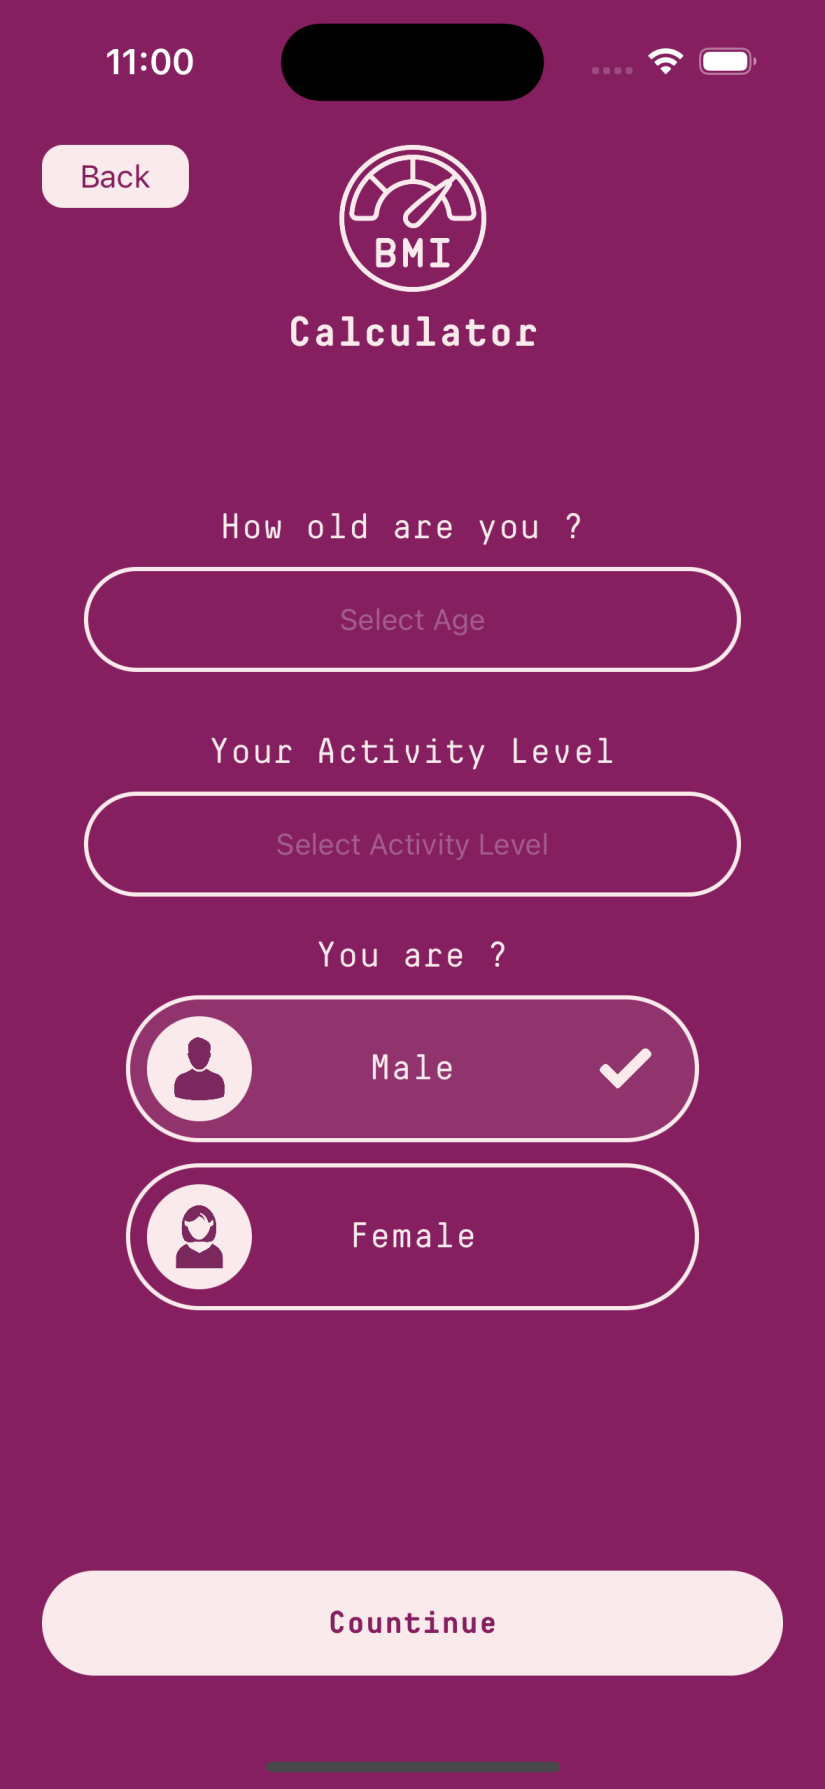 11:00
Back
BMI
Calculator
How old are you ?
Select Age
Your Activity Level
Select Activity Level
You are ?
Male
Female
Countinue